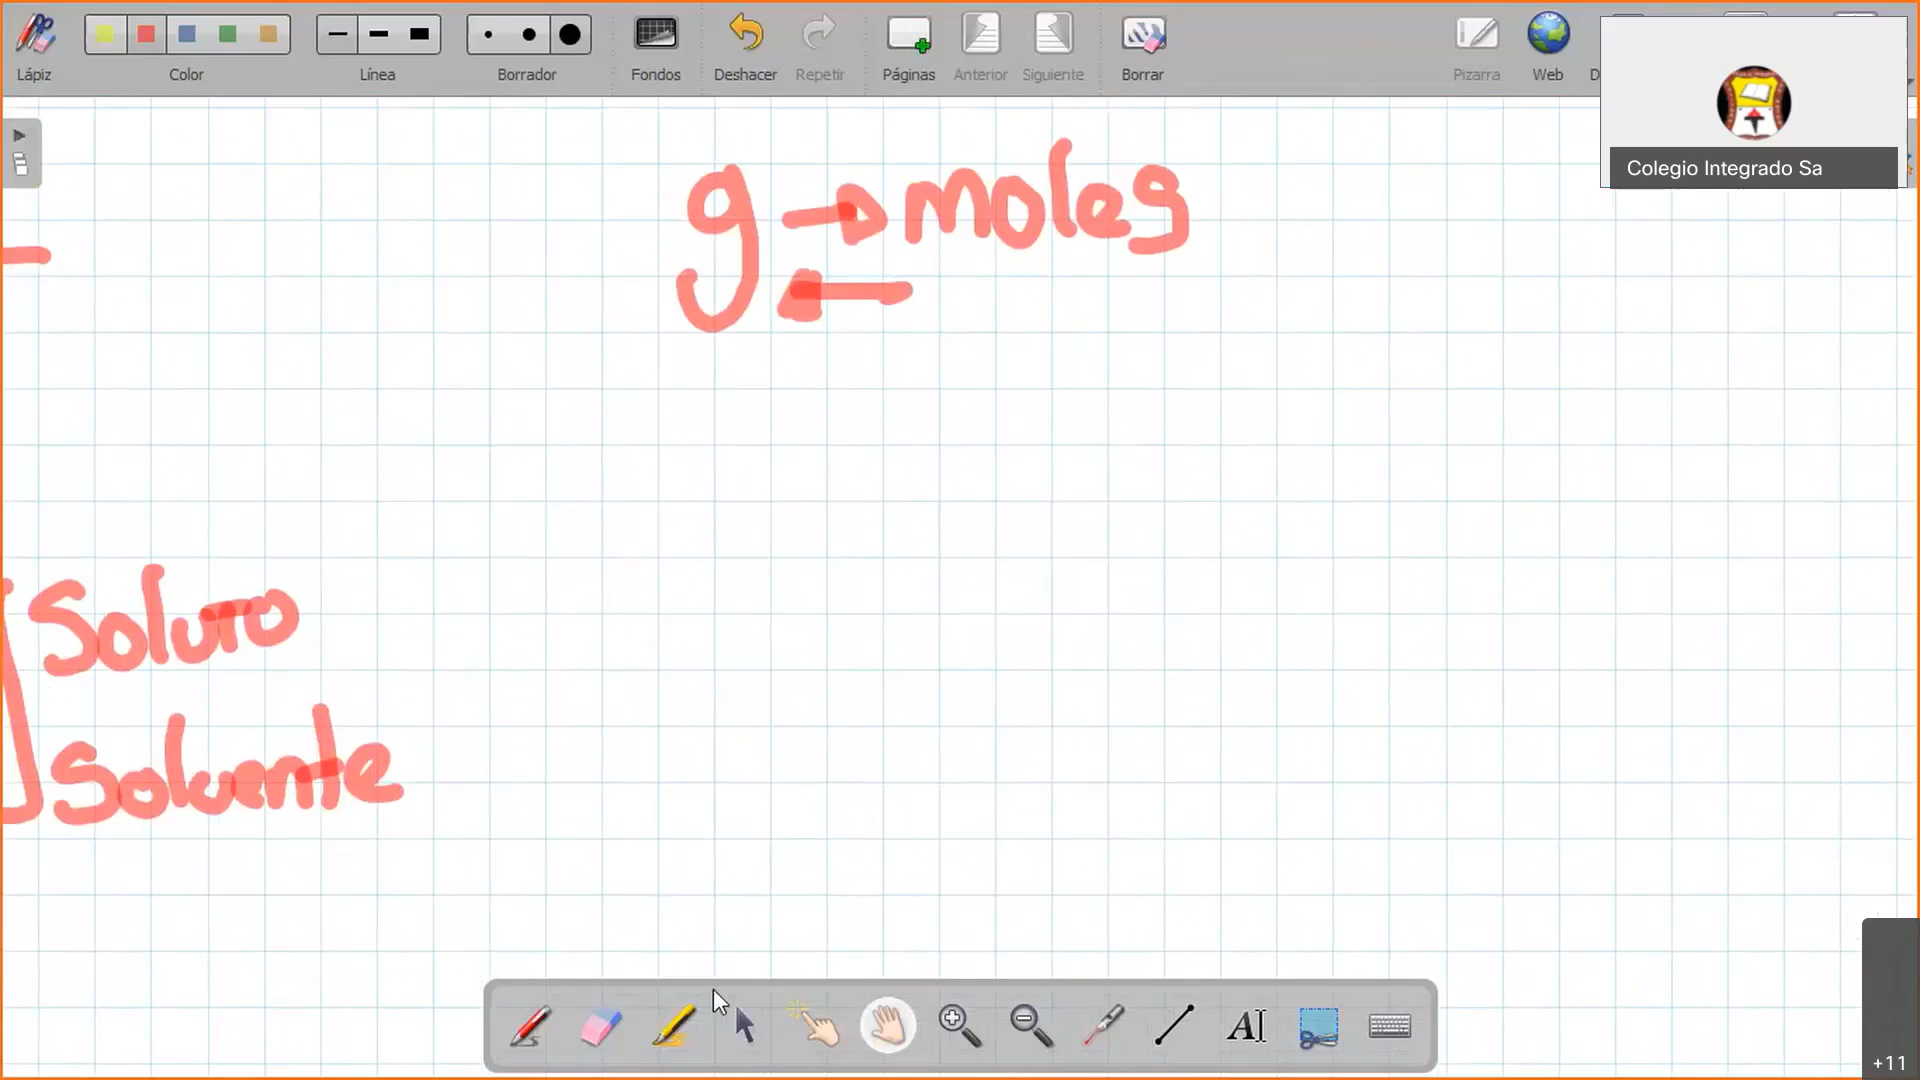 Lápiz Color Línea Borrador Fondos Deshacer Repetir Páginas Anterior Siguiente Borrar Pizarra Web D
Colegio Integrado Sa
g → moles
←
Soluto
Solvente
AI
+11